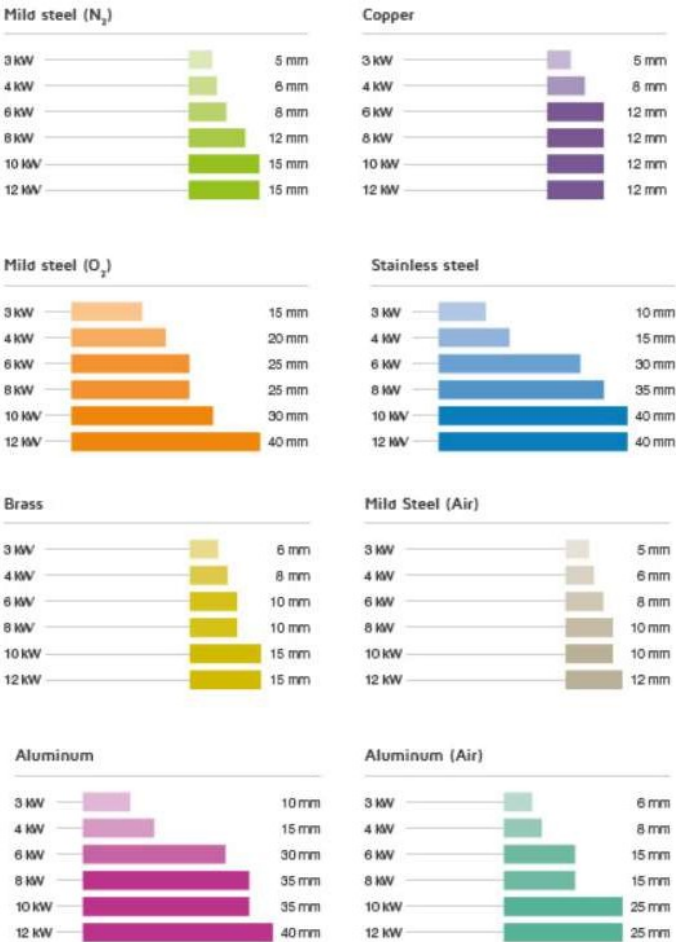 Mild steel (N₂)
3 kW 5 mm
4 kW 6 mm
6 kW 8 mm
8 kW 12 mm
10 kW 15 mm
12 kW 15 mm
Copper
3 kW 5 mm
4 kW 8 mm
6 kW 12 mm
8 kW 12 mm
10 kW 12 mm
12 kW 12 mm
Mild steel (O₂)
3 kW 15 mm
4 kW 20 mm
6 kW 25 mm
8 kW 25 mm
10 kW 30 mm
12 kW 40 mm
Stainless steel
3 kW 10 mm
4 kW 15 mm
6 kW 30 mm
8 kW 35 mm
10 kW 40 mm
12 kW 40 mm
Brass
3 kW 6 mm
4 kW 8 mm
6 kW 10 mm
8 kW 10 mm
10 kW 15 mm
12 kW 15 mm
Mild Steel (Air)
3 kW 5 mm
4 kW 6 mm
6 kW 8 mm
8 kW 10 mm
10 kW 10 mm
12 kW 12 mm
Aluminum
3 kW 10 mm
4 kW 15 mm
6 kW 30 mm
8 kW 35 mm
10 kW 35 mm
12 kW 40 mm
Aluminum (Air)
3 kW 6 mm
4 kW 8 mm
6 kW 15 mm
8 kW 15 mm
10 kW 25 mm
12 kW 25 mm